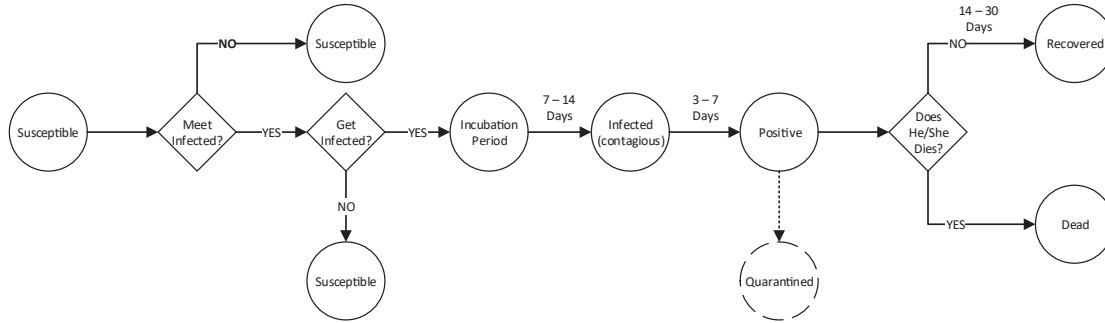 14 – 30
Days
NO
Susceptible
NO
Recovered
Susceptible
Meet
Infected?
YES
Get
Infected?
YES
Incubation
Period
7 – 14
Days
Infected
(contagious)
3 – 7
Days
Positive
Does
He/She
Dies?
NO
YES
Dead
Susceptible
Quarantined